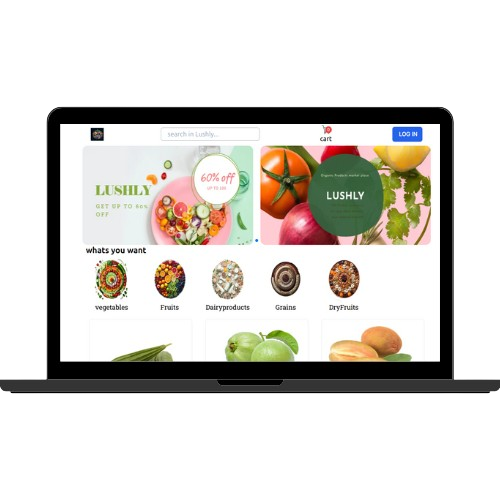 search in Lushly...
cart
LOG IN
LUSHLY
GET UP TO 60%
OFF
60% off
UP TO $20
Organic Products market place
LUSHLY
whats you want
vegetables
Fruits
Dairyproducts
Grains
DryFruits